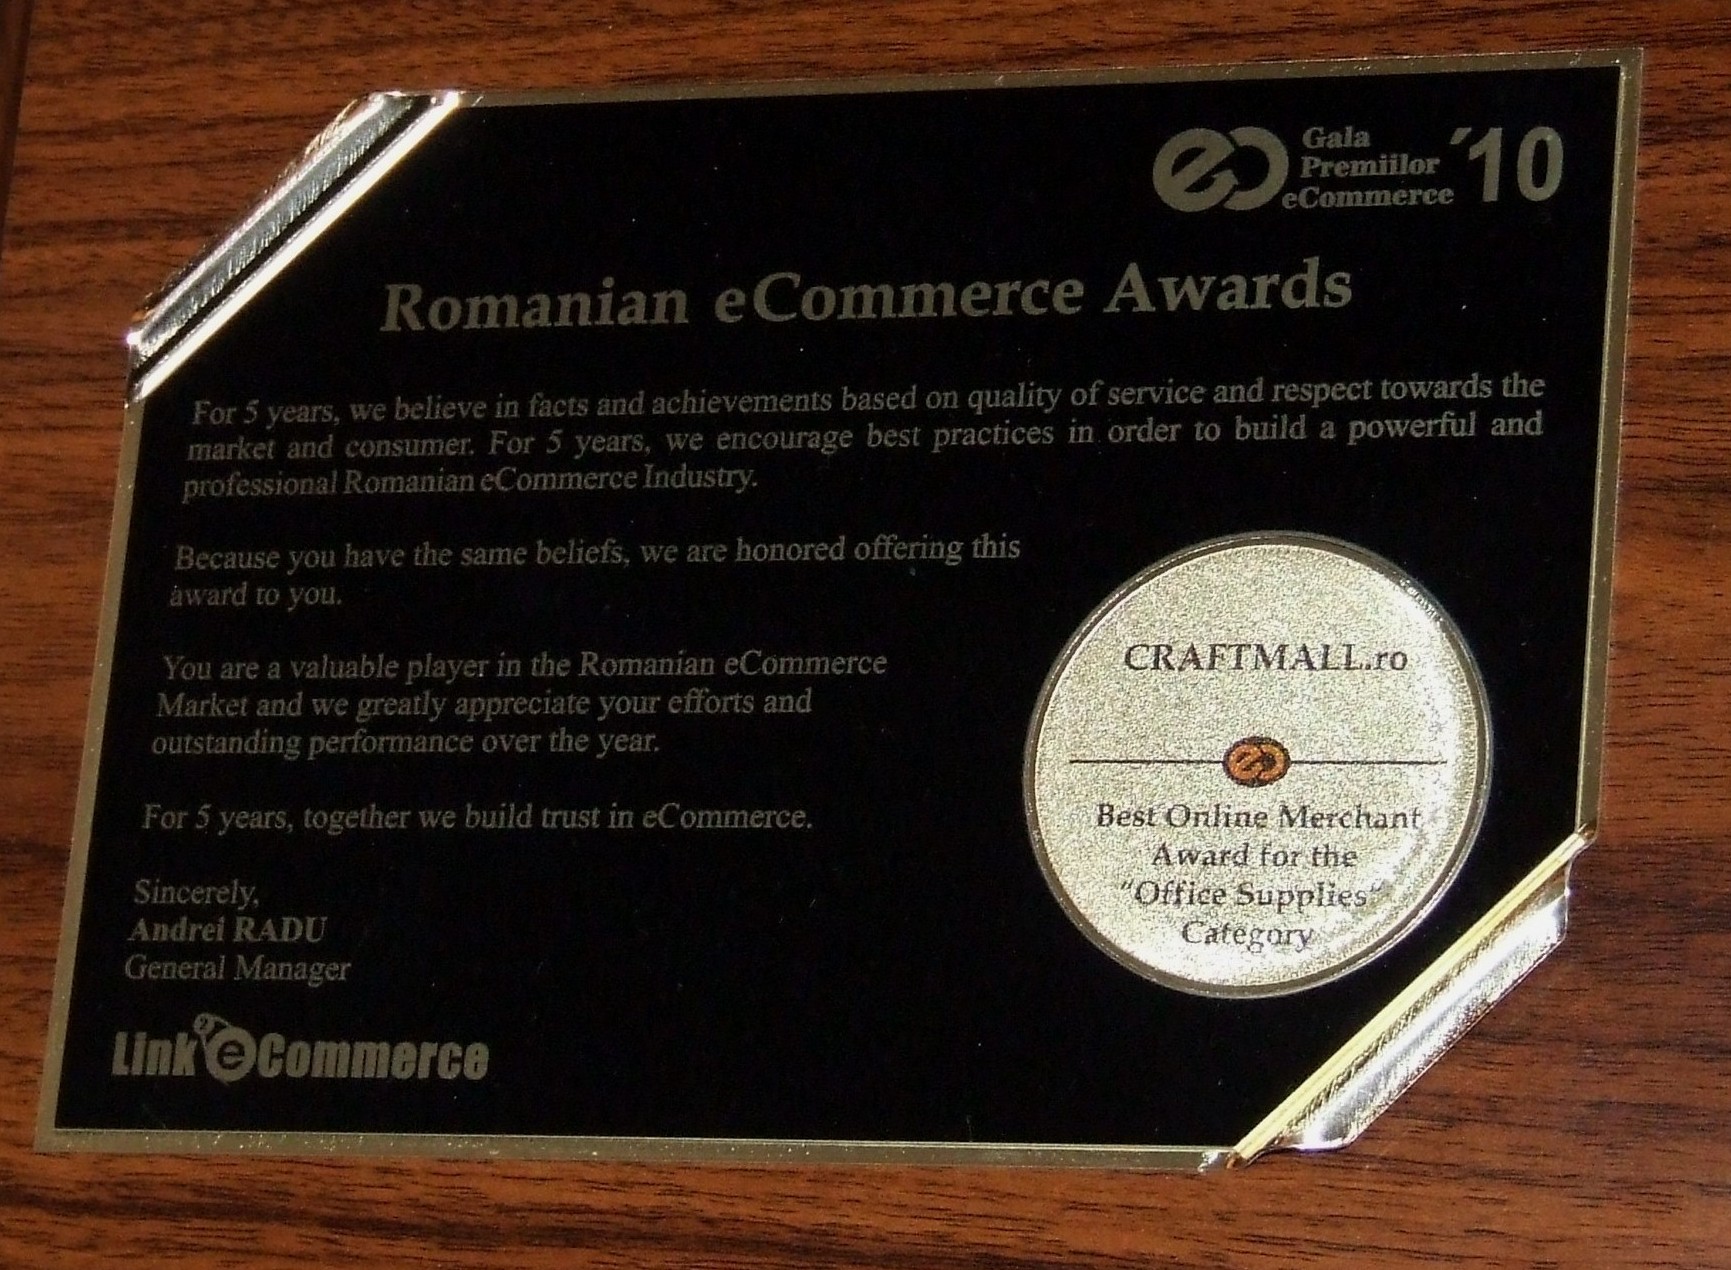 Gala
Premiilor
eCommerce
'10
Romanian eCommerce Awards
For 5 years, we believe in facts and achievements based on quality of service and respect towards the
market and consumer. For 5 years, we encourage best practices in order to build a powerful and
professional Romanian eCommerce Industry.
Because you have the same beliefs, we are honored offering this
award to you.
You are a valuable player in the Romanian eCommerce
Market and we greatly appreciate your efforts and
outstanding performance over the year.
For 5 years, together we build trust in eCommerce.
Sincerely,
Andrei RADU
General Manager
Link2eCommerce
CRAFTMALL.ro
Best Online Merchant
Award for the
"Office Supplies"
Category